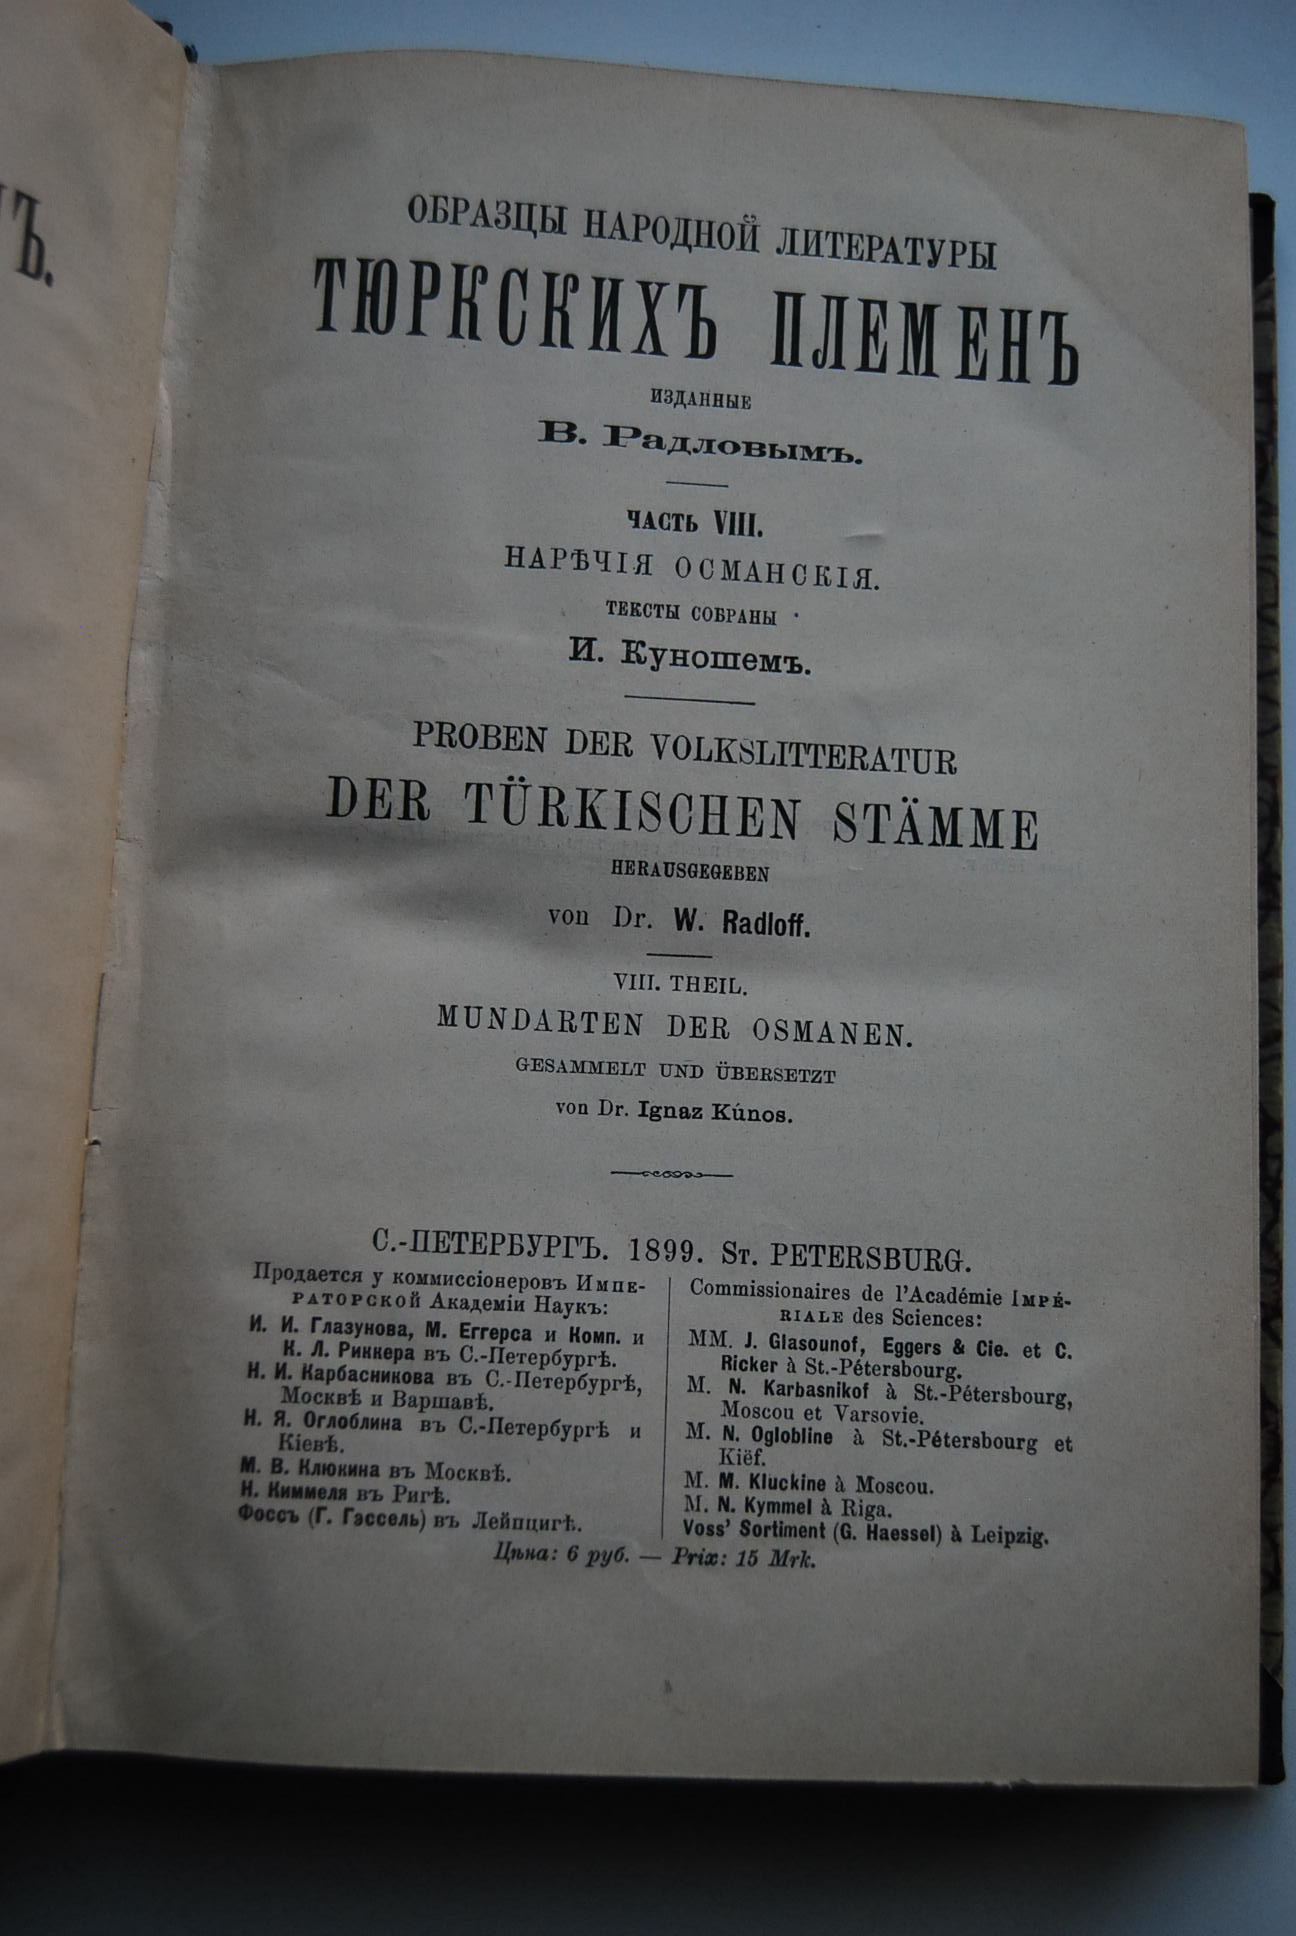 НЪ.
ОБРАЗЦЫ НАРОДНОЙ ЛИТЕРАТУРЫ
ТЮРКСКИХЪ ПЛЕМЕНЪ
ИЗДАННЫЕ
В. Радловымъ.
ЧАСТЬ VIII.
НАРѢЧІЯ ОСМАНСКІЯ.
ТЕКСТЫ СОБРАНЫ
И. Куношемъ.
PROBEN DER VOLKSLITTERATUR
DER TÜRKISCHEN STÄMME
HERAUSGEGEBEN
von Dr. W. Radloff.
VIII. THEIL.
MUNDARTEN DER OSMANEN.
GESAMMELT UND ÜBERSETZT
von Dr. Ignaz Kúnos.
С.-ПЕТЕРБУРГЪ. 1899. ST. PETERSBURG.
Продается у коммиссіонеровъ ИМПЕ-
РАТОРСКОЙ Академіи Наукъ:
И. И. Глазунова, М. Еггерса и Комп. и
К. Л. Риккера въ С.-Петербургѣ.
Н. И. Карбасникова въ С.-Петербургѣ,
Москвѣ и Варшавѣ.
Н. Я. Оглоблина въ С.-Петербургѣ и
Кіевѣ.
М. В. Клюкина въ Москвѣ.
Н. Киммеля въ Ригѣ.
Фоссъ (Г. Гэссель) въ Лейпцигѣ.
Commissionaires de l'Académie IMPÉ-
RIALE des Sciences:
MM. J. Glasounof, Eggers & Cie. et C.
Ricker à St.-Pétersbourg.
M. N. Karbasnikof à St.-Pétersbourg,
Moscou et Varsovie.
M. N. Oglobline à St.-Pétersbourg et
Kiëf.
M. M. Kluckine à Moscou.
M. N. Kymmel à Riga.
Voss' Sortiment (G. Haessel) à Leipzig.
Цѣна: 6 руб. — Prix: 15 Mrk.